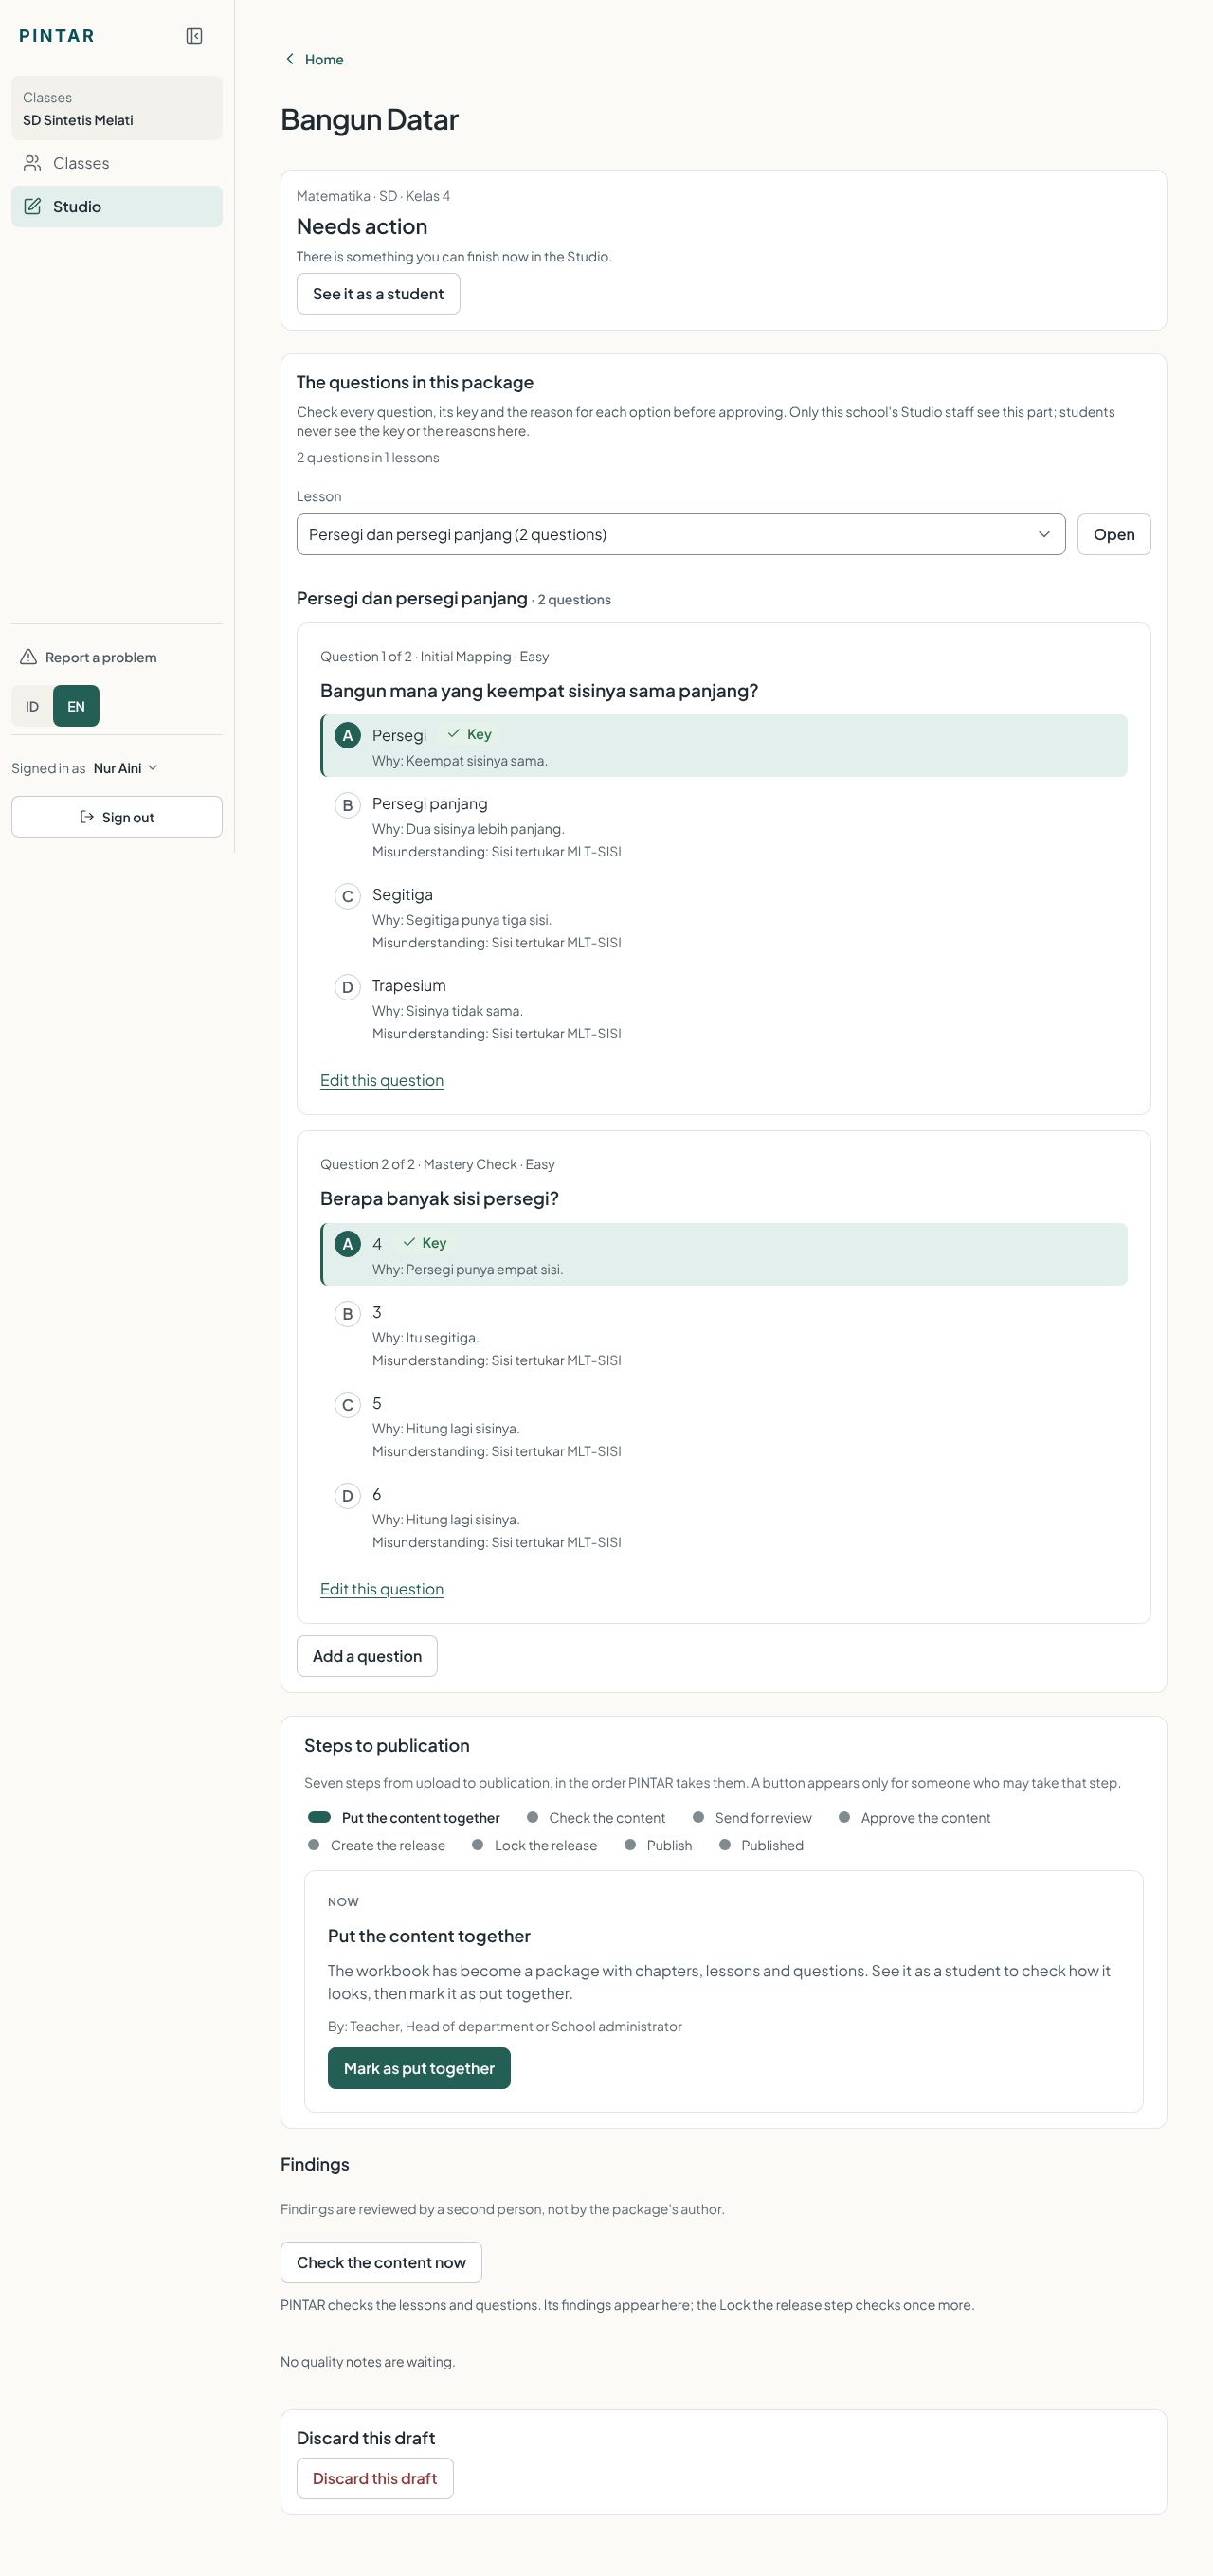 PINTAR
Classes
SD Sintetis Melati
Classes
Studio
Report a problem
ID
EN
Signed in as Nur Aini
Sign out
Home
Bangun Datar
Matematika · SD · Kelas 4
Needs action
There is something you can finish now in the Studio.
See it as a student
The questions in this package
Check every question, its key and the reason for each option before approving. Only this school's Studio staff see this part; students
never see the key or the reasons here.
2 questions in 1 lessons
Lesson
Persegi dan persegi panjang (2 questions)
Open
Persegi dan persegi panjang · 2 questions
Question 1 of 2 · Initial Mapping · Easy
Bangun mana yang keempat sisinya sama panjang?
A Persegi Key
Why: Keempat sisinya sama.
B Persegi panjang
Why: Dua sisinya lebih panjang.
Misunderstanding: Sisi tertukar MLT-SISI
C Segitiga
Why: Segitiga punya tiga sisi.
Misunderstanding: Sisi tertukar MLT-SISI
D Trapesium
Why: Sisinya tidak sama.
Misunderstanding: Sisi tertukar MLT-SISI
Edit this question
Question 2 of 2 · Mastery Check · Easy
Berapa banyak sisi persegi?
A 4 Key
Why: Persegi punya empat sisi.
B 3
Why: Itu segitiga.
Misunderstanding: Sisi tertukar MLT-SISI
C 5
Why: Hitung lagi sisinya.
Misunderstanding: Sisi tertukar MLT-SISI
D 6
Why: Hitung lagi sisinya.
Misunderstanding: Sisi tertukar MLT-SISI
Edit this question
Add a question
Steps to publication
Seven steps from upload to publication, in the order PINTAR takes them. A button appears only for someone who may take that step.
Put the content together Check the content Send for review Approve the content
Create the release Lock the release Publish Published
NOW
Put the content together
The workbook has become a package with chapters, lessons and questions. See it as a student to check how it
looks, then mark it as put together.
By: Teacher, Head of department or School administrator
Mark as put together
Findings
Findings are reviewed by a second person, not by the package's author.
Check the content now
PINTAR checks the lessons and questions. Its findings appear here; the Lock the release step checks once more.
No quality notes are waiting.
Discard this draft
Discard this draft